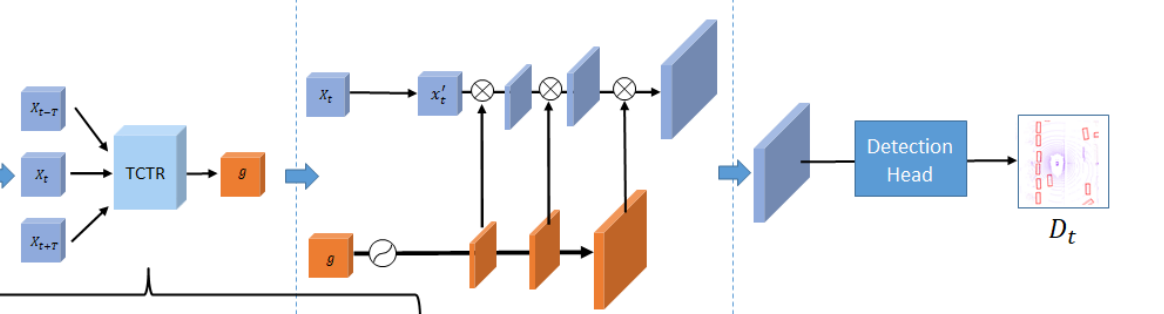 X_{t-T}
X_t
X_{t+T}
TCTR
g
X_t
x'_t
g
Detection
Head
D_t